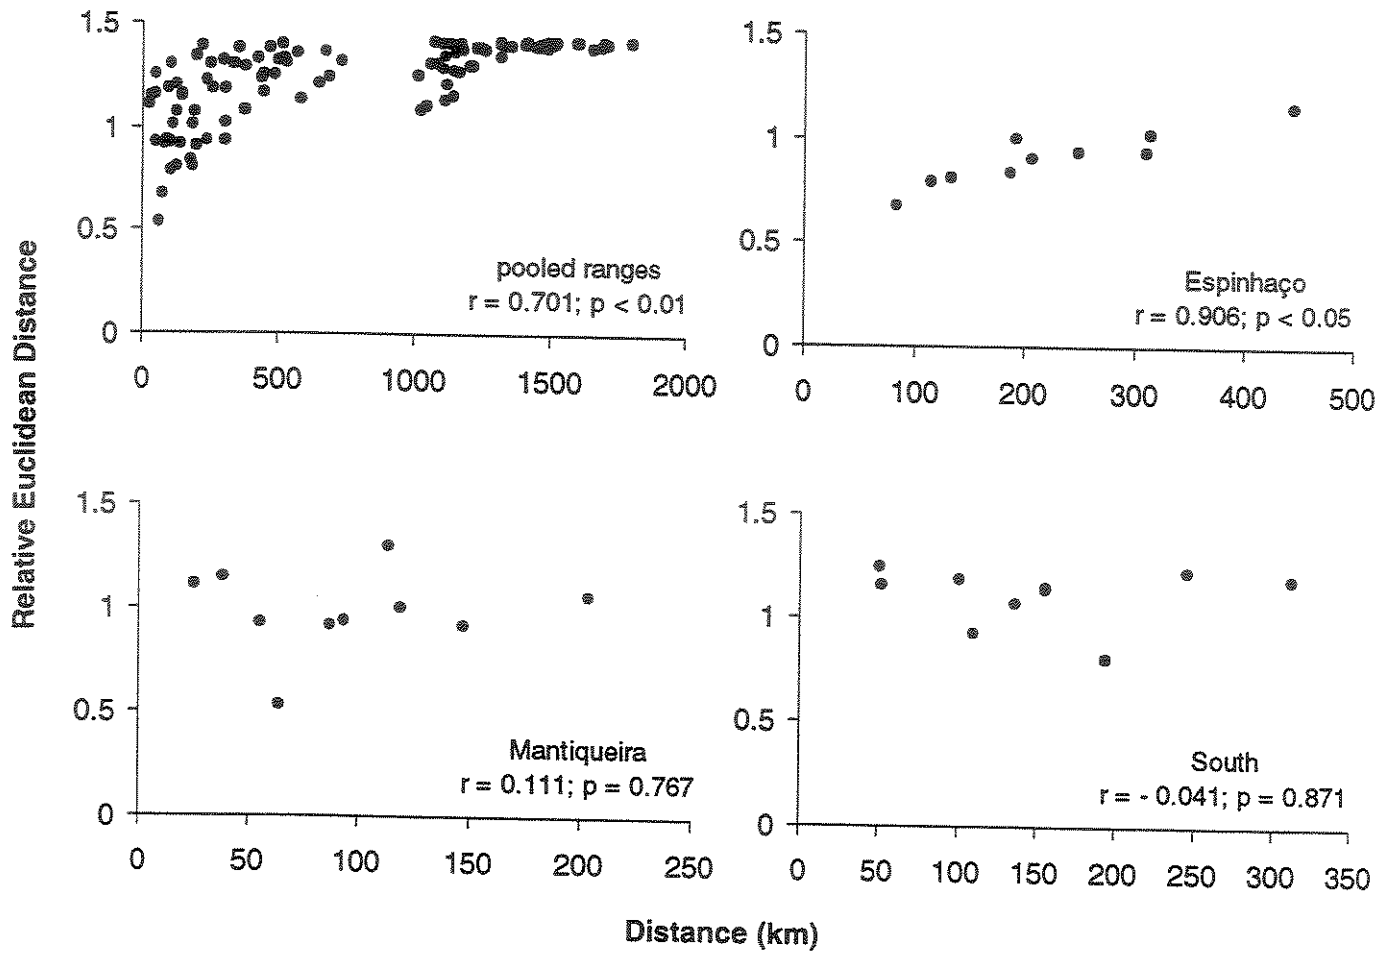 Relative Euclidean Distance
1.5
1
0.5
0
0 500 1000 1500 2000
pooled ranges
r = 0.701; p < 0.01
1.5
1
0.5
0
0 100 200 300 400 500
Espinhaço
r = 0.906; p < 0.05
1.5
1
0.5
0
0 50 100 150 200 250
Mantiqueira
r = 0.111; p = 0.767
1.5
1
0.5
0
0 50 100 150 200 250 300 350
South
r = - 0.041; p = 0.871
Distance (km)